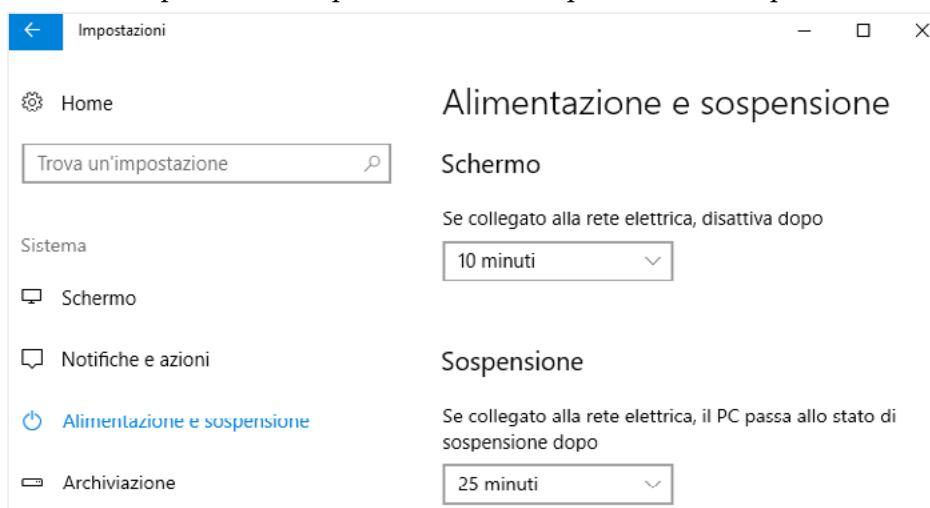 Impostazioni
Home
Trova un'impostazione
Sistema
Schermo
Notifiche e azioni
Alimentazione e sospensione
Archiviazione
Alimentazione e sospensione
Schermo
Se collegato alla rete elettrica, disattiva dopo
10 minuti
Sospensione
Se collegato alla rete elettrica, il PC passa allo stato di
sospensione dopo
25 minuti